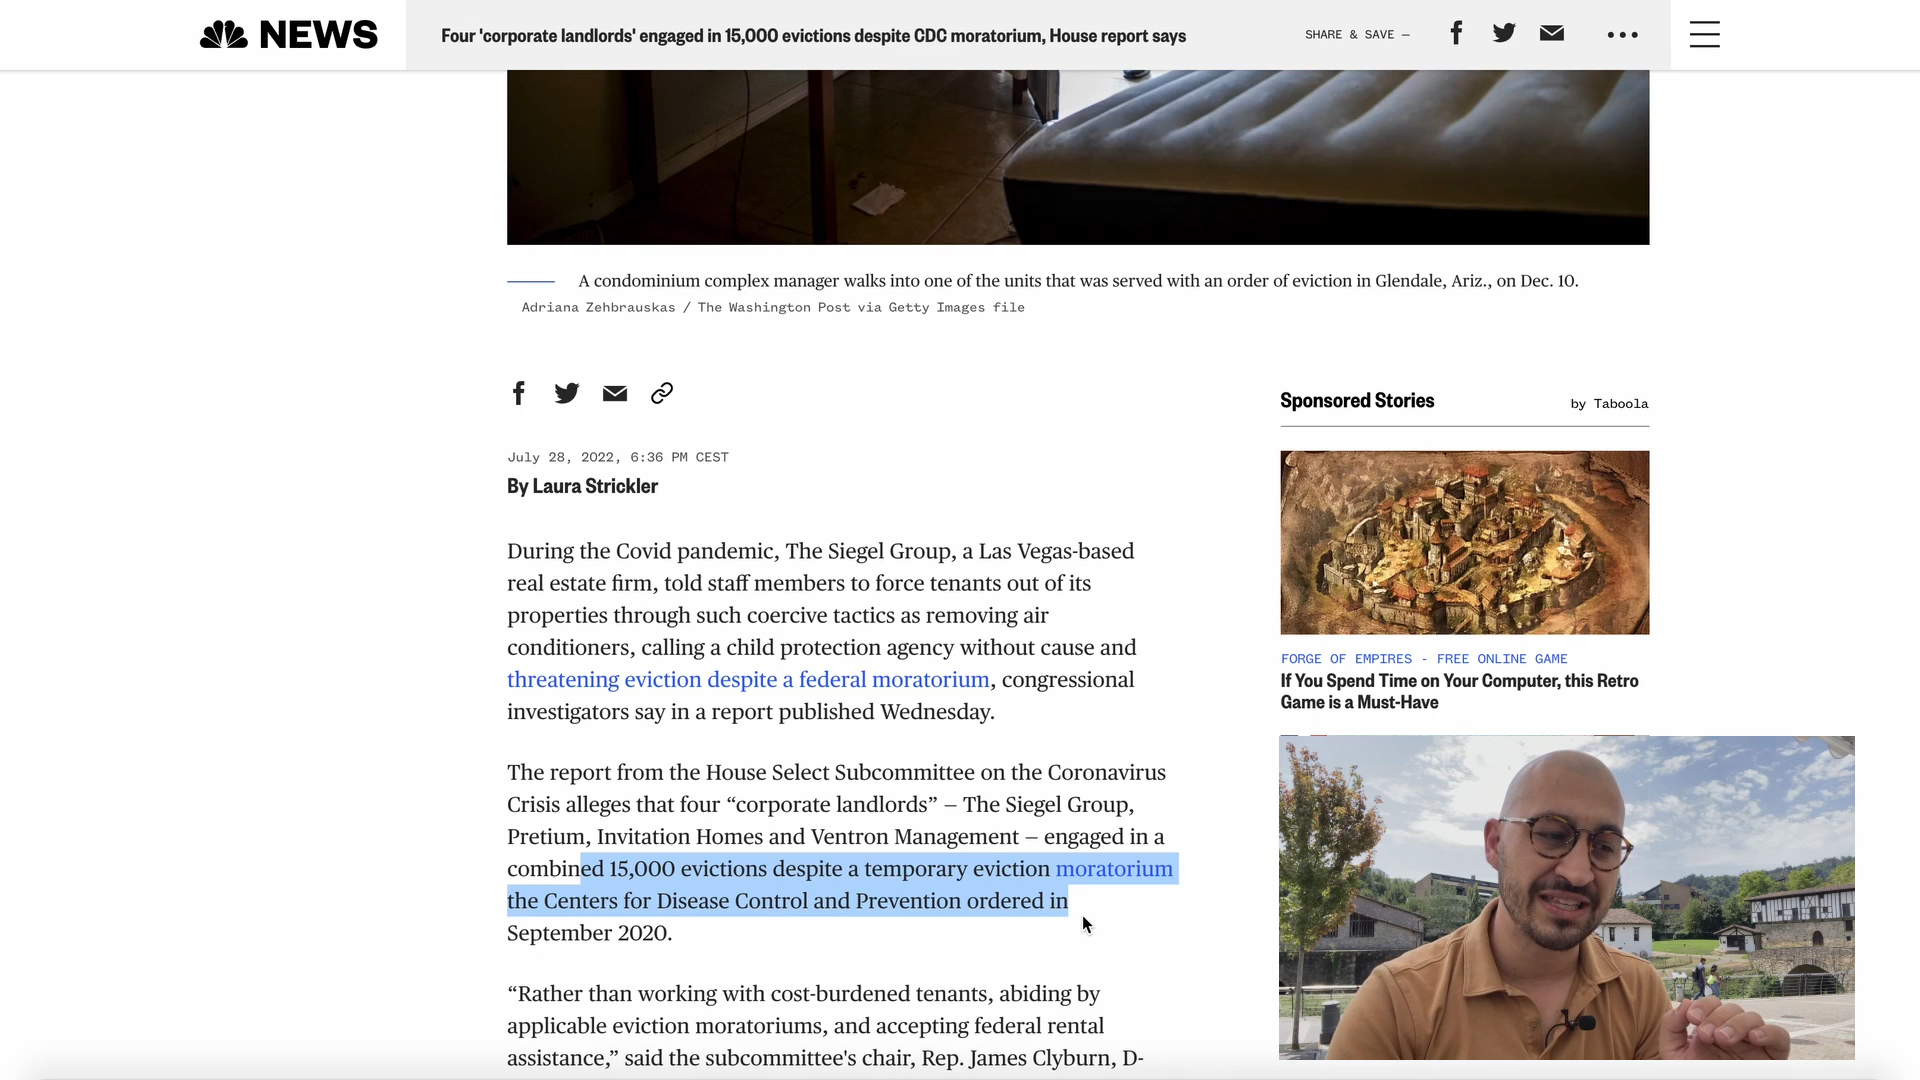 NEWS
Four 'corporate landlords' engaged in 15,000 evictions despite CDC moratorium, House report says
SHARE & SAVE —
A condominium complex manager walks into one of the units that was served with an order of eviction in Glendale, Ariz., on Dec. 10.
Adriana Zehbrauskas / The Washington Post via Getty Images file
July 28, 2022, 6:36 PM CEST
By Laura Strickler
During the Covid pandemic, The Siegel Group, a Las Vegas-based
real estate firm, told staff members to force tenants out of its
properties through such coercive tactics as removing air
conditioners, calling a child protection agency without cause and
threatening eviction despite a federal moratorium, congressional
investigators say in a report published Wednesday.
The report from the House Select Subcommittee on the Coronavirus
Crisis alleges that four “corporate landlords” — The Siegel Group,
Pretium, Invitation Homes and Ventron Management — engaged in a
combined 15,000 evictions despite a temporary eviction moratorium
the Centers for Disease Control and Prevention ordered in
September 2020.
“Rather than working with cost-burdened tenants, abiding by
applicable eviction moratoriums, and accepting federal rental
assistance,” said the subcommittee's chair, Rep. James Clyburn, D-
Sponsored Stories
by Taboola
FORGE OF EMPIRES - FREE ONLINE GAME
If You Spend Time on Your Computer, this Retro
Game is a Must-Have